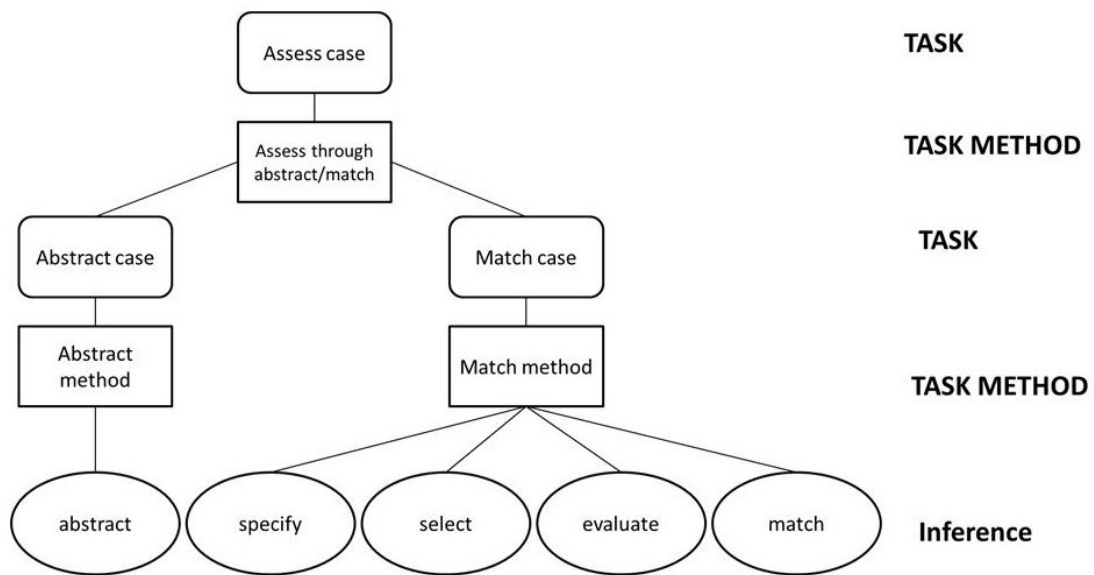 Assess case
TASK
Assess through
abstract/match
TASK METHOD
Abstract case
Match case
TASK
Abstract
method
Match method
TASK METHOD
abstract
specify
select
evaluate
match
Inference